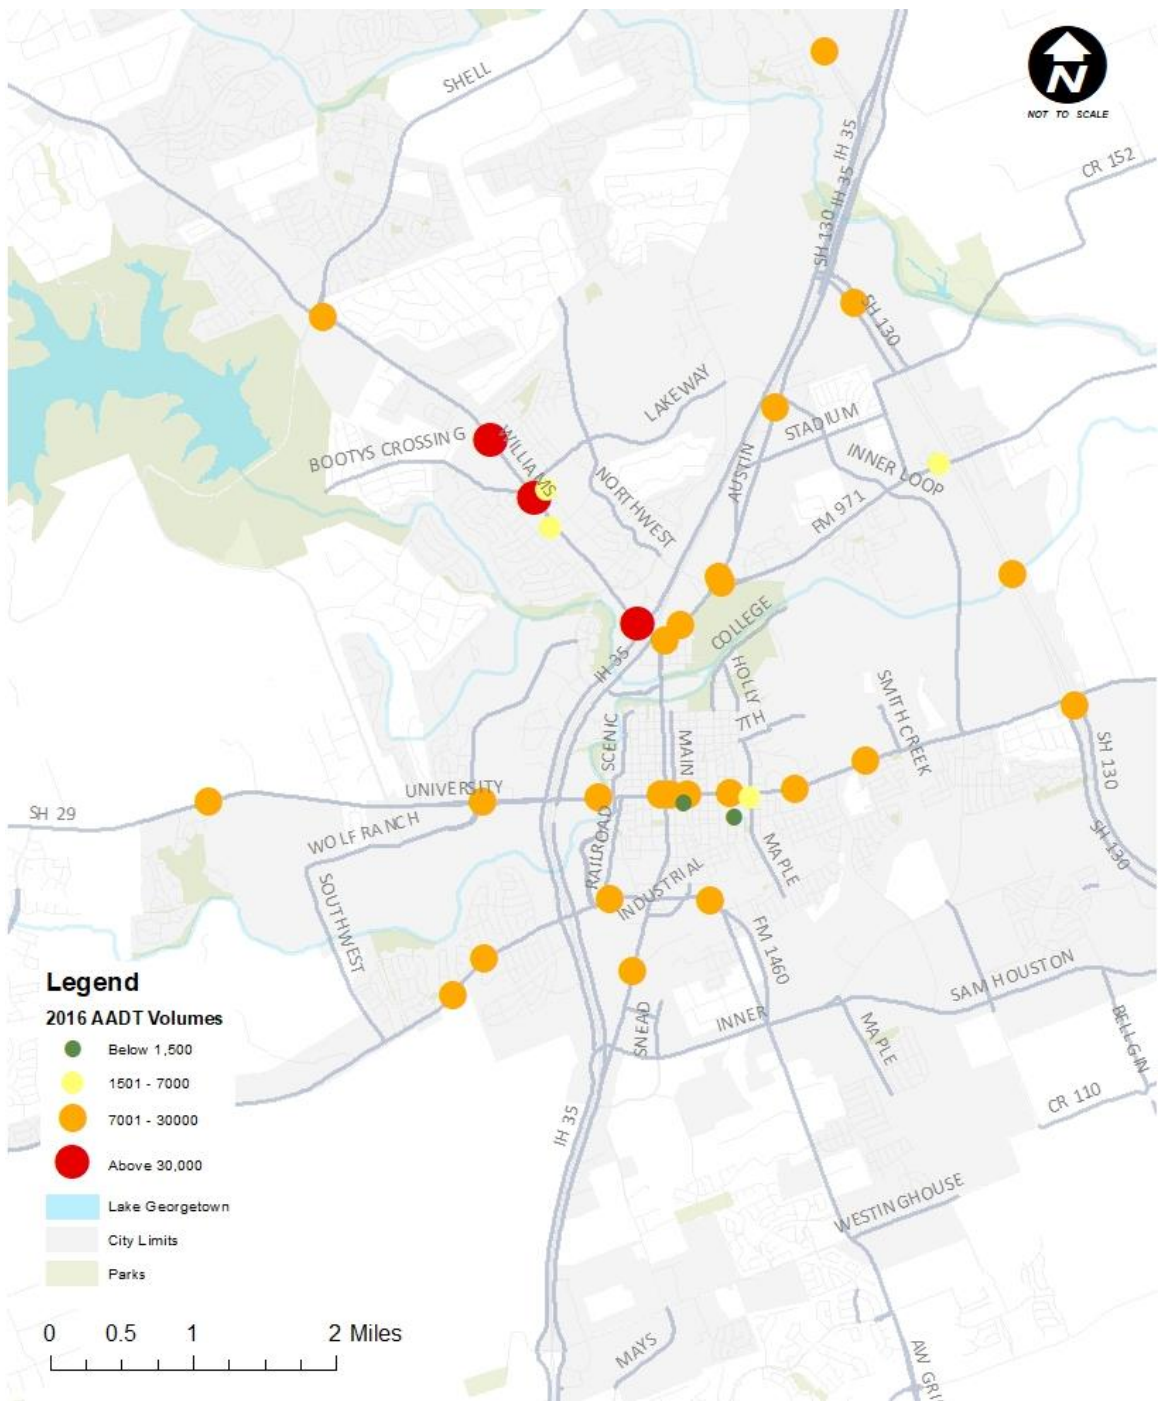 N
NOT TO SCALE
SHELL
IH 35
IH 35
SH 130
CR 152
SH 130
LAKEWAY
STADIUM
BOOTYS CROSSING
WILLIAMS
NORTHWEST
AUSTIN
INNER LOOP
FM 971
COLLEGE
IH 35
HOLLY
7TH
SMITH CREEK
SCENIC
MAIN
SH 130
UNIVERSITY
SH 29
WOLF RANCH
RAILROAD
MAPLE
SH 130
INDUSTRIAL
SOUTHWEST
FM 1460
SAM HOUSTON
SNEAD
INNER
MAPLE
BELL GIN
CR 110
IH 35
WESTINGHOUSE
MAYS
AW GRI
Legend
2016 AADT Volumes
Below 1,500
1501 - 7000
7001 - 30000
Above 30,000
Lake Georgetown
City Limits
Parks
0 0.5 1 2 Miles